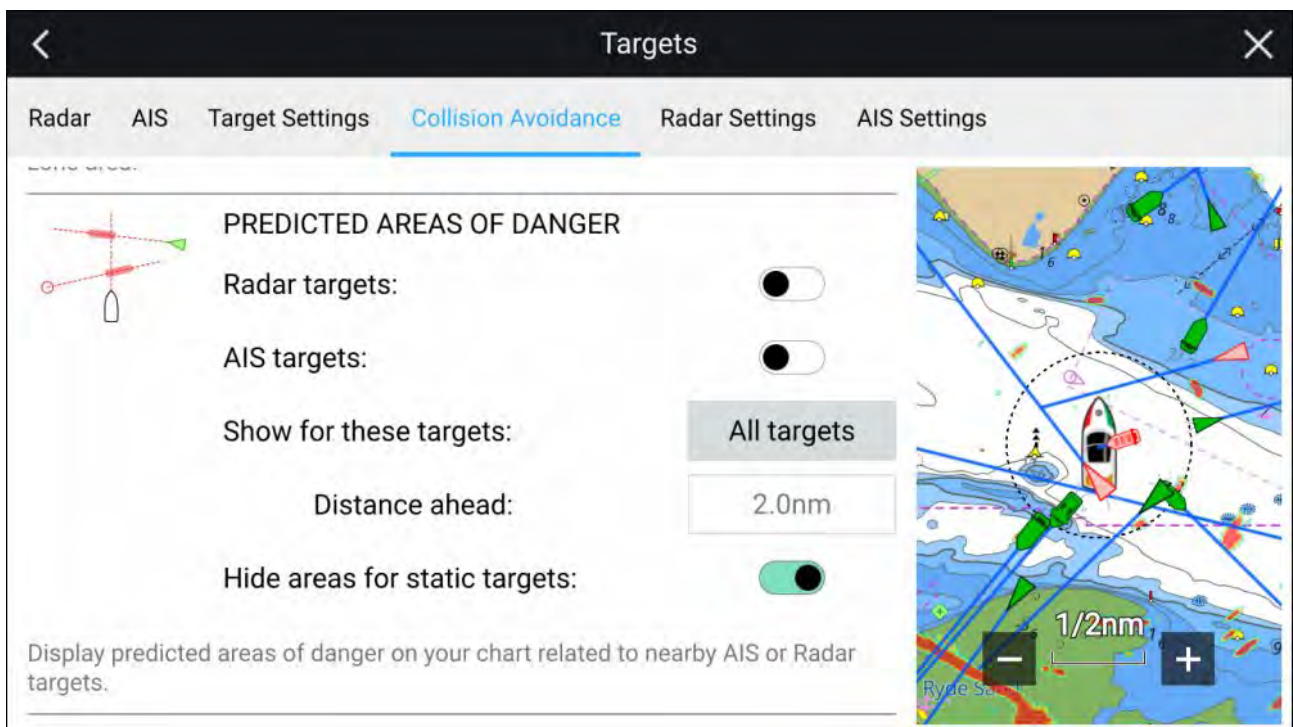 Targets
Radar AIS Target Settings Collision Avoidance Radar Settings AIS Settings
PREDICTED AREAS OF DANGER
Radar targets:
AIS targets:
Show for these targets: All targets
Distance ahead: 2.0nm
Hide areas for static targets:
Display predicted areas of danger on your chart related to nearby AIS or Radar
targets.
1/2nm
Ryde